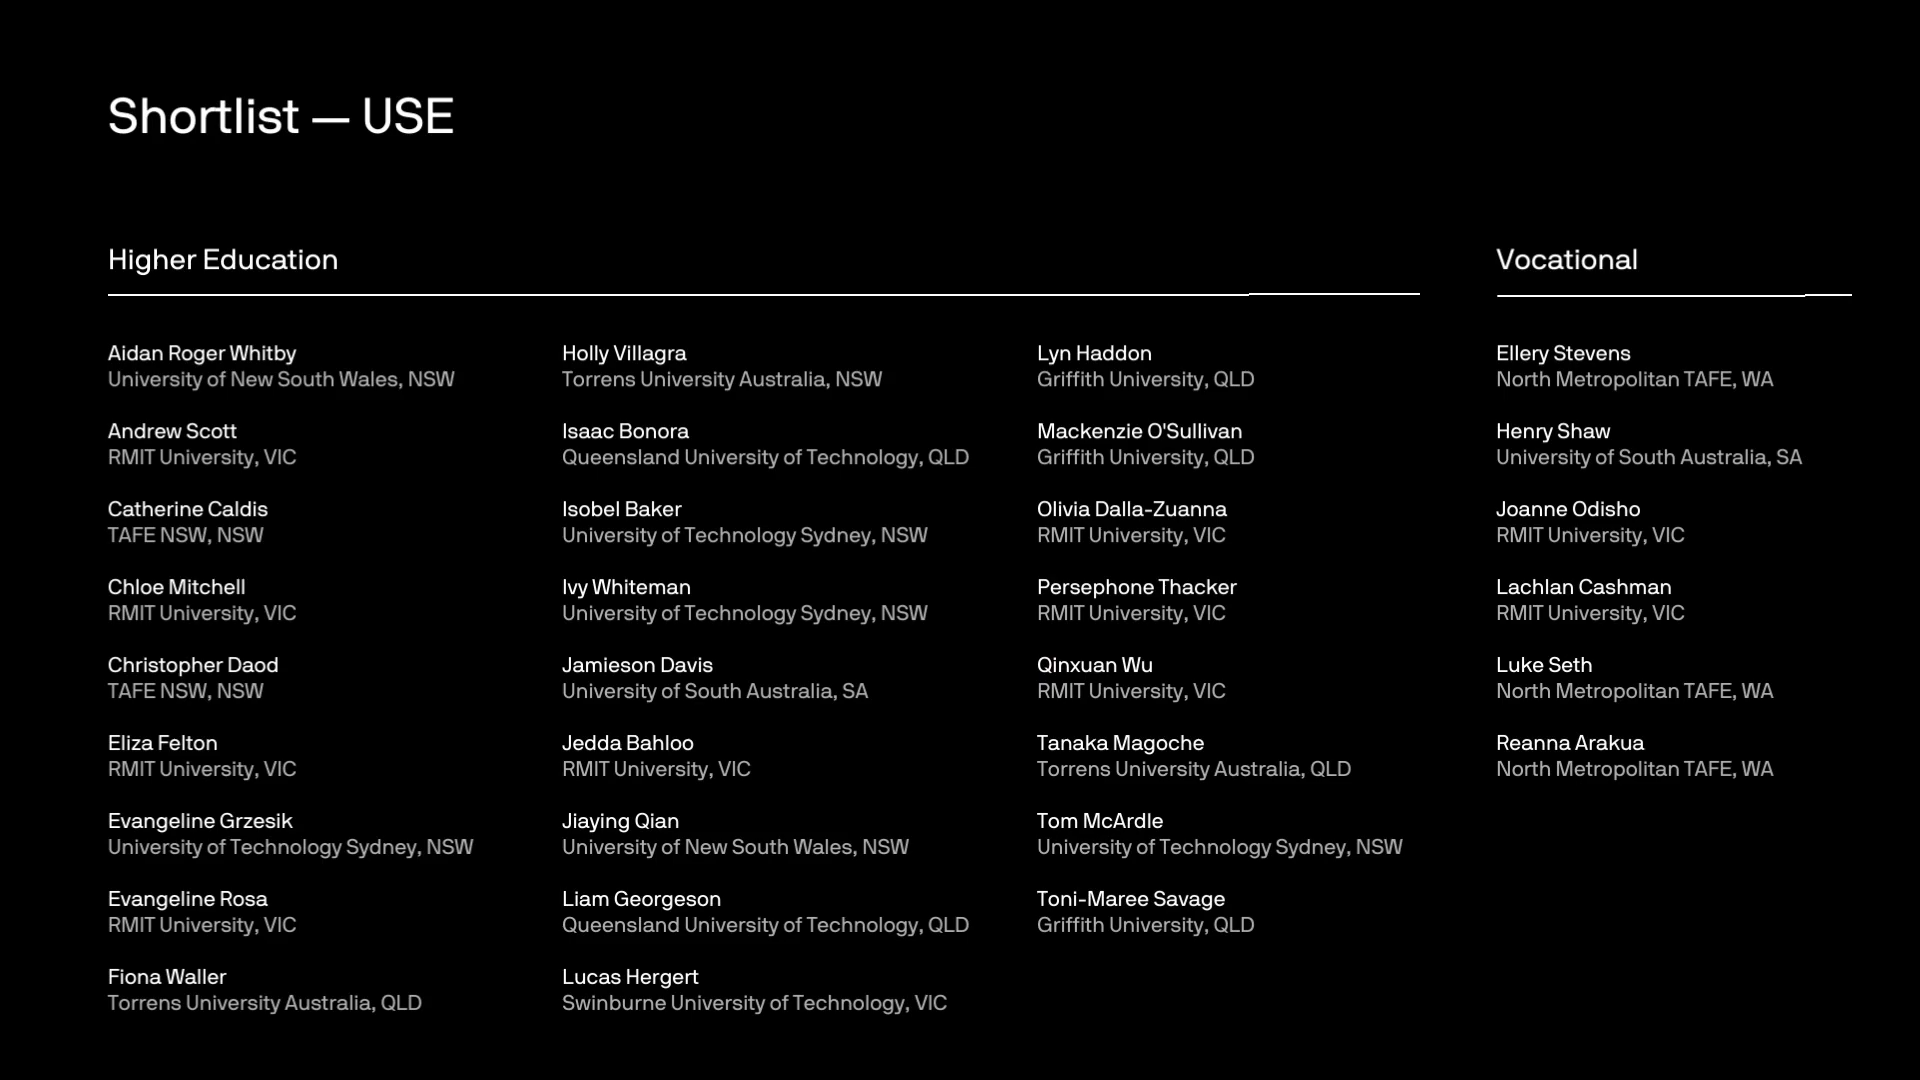 Shortlist — USE
Higher Education
Aidan Roger Whitby
University of New South Wales, NSW
Andrew Scott
RMIT University, VIC
Catherine Caldis
TAFE NSW, NSW
Chloe Mitchell
RMIT University, VIC
Christopher Daod
TAFE NSW, NSW
Eliza Felton
RMIT University, VIC
Evangeline Grzesik
University of Technology Sydney, NSW
Evangeline Rosa
RMIT University, VIC
Fiona Waller
Torrens University Australia, QLD
Holly Villagra
Torrens University Australia, NSW
Isaac Bonora
Queensland University of Technology, QLD
Isobel Baker
University of Technology Sydney, NSW
Ivy Whiteman
University of Technology Sydney, NSW
Jamieson Davis
University of South Australia, SA
Jedda Bahloo
RMIT University, VIC
Jiaying Qian
University of New South Wales, NSW
Liam Georgeson
Queensland University of Technology, QLD
Lucas Hergert
Swinburne University of Technology, VIC
Lyn Haddon
Griffith University, QLD
Mackenzie O'Sullivan
Griffith University, QLD
Olivia Dalla-Zuanna
RMIT University, VIC
Persephone Thacker
RMIT University, VIC
Qinxuan Wu
RMIT University, VIC
Tanaka Magoche
Torrens University Australia, QLD
Tom McArdle
University of Technology Sydney, NSW
Toni-Maree Savage
Griffith University, QLD
Vocational
Ellery Stevens
North Metropolitan TAFE, WA
Henry Shaw
University of South Australia, SA
Joanne Odisho
RMIT University, VIC
Lachlan Cashman
RMIT University, VIC
Luke Seth
North Metropolitan TAFE, WA
Reanna Arakua
North Metropolitan TAFE, WA